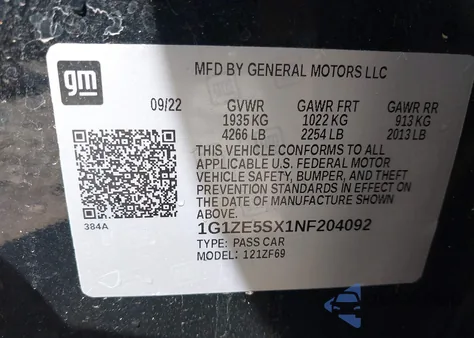 gm
MFD BY GENERAL MOTORS LLC
09/22 GVWR GAWR FRT GAWR RR
1935 KG 1022 KG 913 KG
4266 LB 2254 LB 2013 LB
THIS VEHICLE CONFORMS TO ALL
APPLICABLE U.S. FEDERAL MOTOR
VEHICLE SAFETY, BUMPER, AND THEFT
PREVENTION STANDARDS IN EFFECT ON
THE DATE OF MANUFACTURE SHOWN
ABOVE.
384A
1G1ZE5SX1NF204092
TYPE: PASS CAR
MODEL: 121ZF69